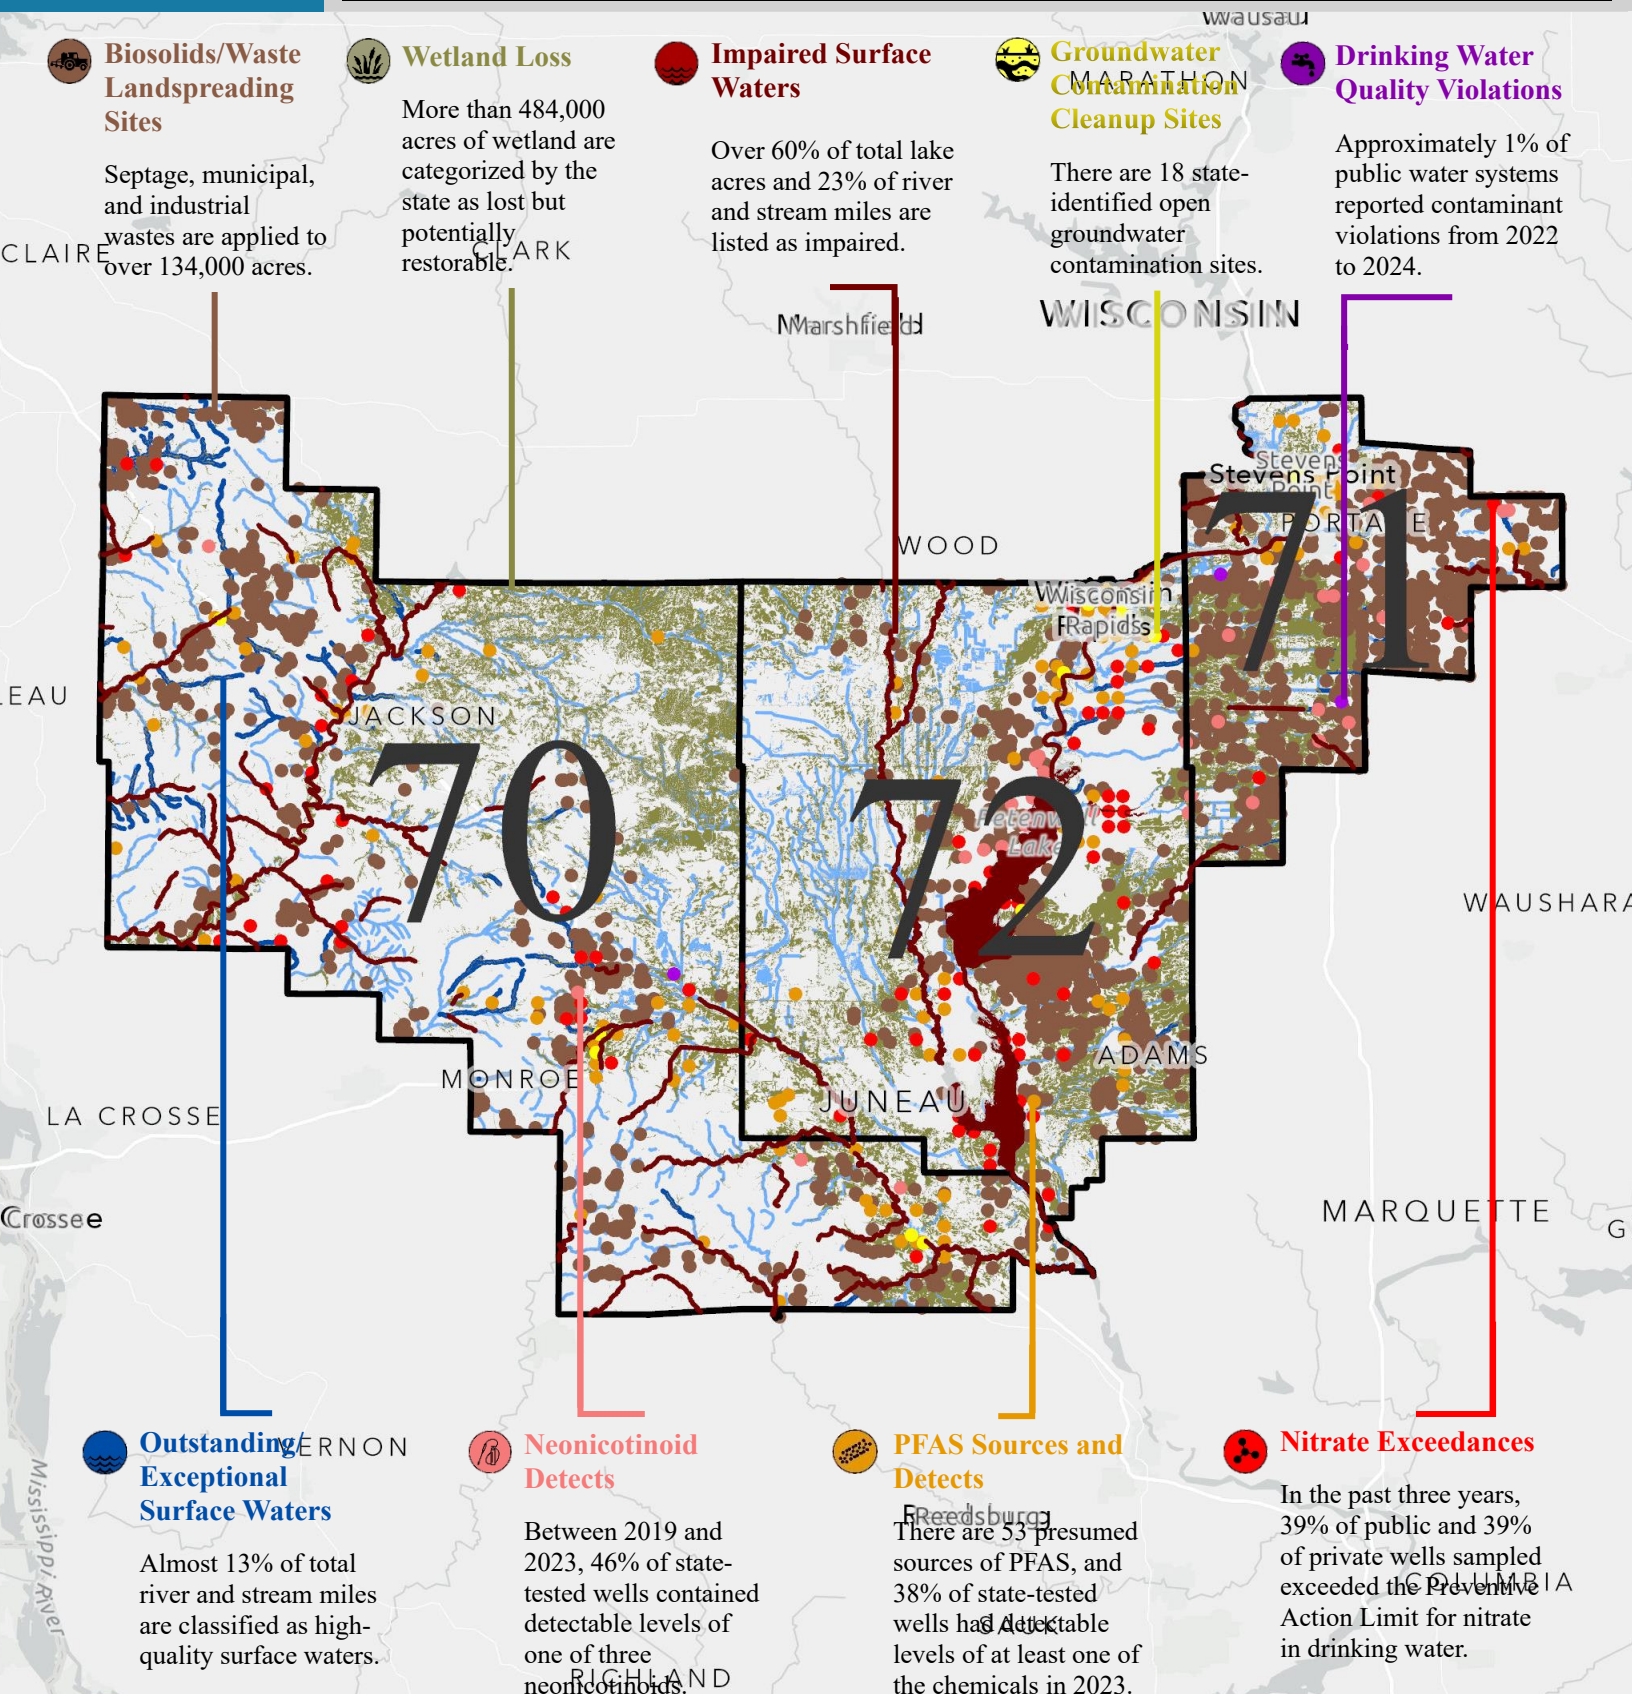 Wausau
Biosolids/Waste
Landspreading
Sites
Septage, municipal,
and industrial
wastes are applied to
over 134,000 acres.
Wetland Loss
More than 484,000
acres of wetland are
categorized by the
state as lost but
potentially
restorable.
Impaired Surface
Waters
Over 60% of total lake
acres and 23% of river
and stream miles are
listed as impaired.
Groundwater
Contamination
Cleanup Sites
There are 18 state-
identified open
groundwater
contamination sites.
Drinking Water
Quality Violations
Approximately 1% of
public water systems
reported contaminant
violations from 2022
to 2024.
MARATHON
CLAIRE
CLARK
Marshfield
WISCONSIN
Stevens Point
Stevens
Point
PORTAGE
71
WOOD
Wisconsin
Rapids
LEAU
JACKSON
70
72
Petenwell
Lake
WAUSHARA
ADAMS
MONROE
JUNEAU
LA CROSSE
Crosse
MARQUETTE
G
Outstanding/
Exceptional
Surface Waters
Almost 13% of total
river and stream miles
are classified as high-
quality surface waters.
VERNON
Neonicotinoid
Detects
Between 2019 and
2023, 46% of state-
tested wells contained
detectable levels of
one of three
neonicotinoids.
RICHLAND
PFAS Sources and
Detects
Reedsburg
There are 53 presumed
sources of PFAS, and
38% of state-tested
wells had detectable
levels of at least one of
the chemicals in 2023.
SAUK
Nitrate Exceedances
In the past three years,
39% of public and 39%
of private wells sampled
exceeded the Preventive
Action Limit for nitrate
in drinking water.
COLUMBIA
Mississippi River